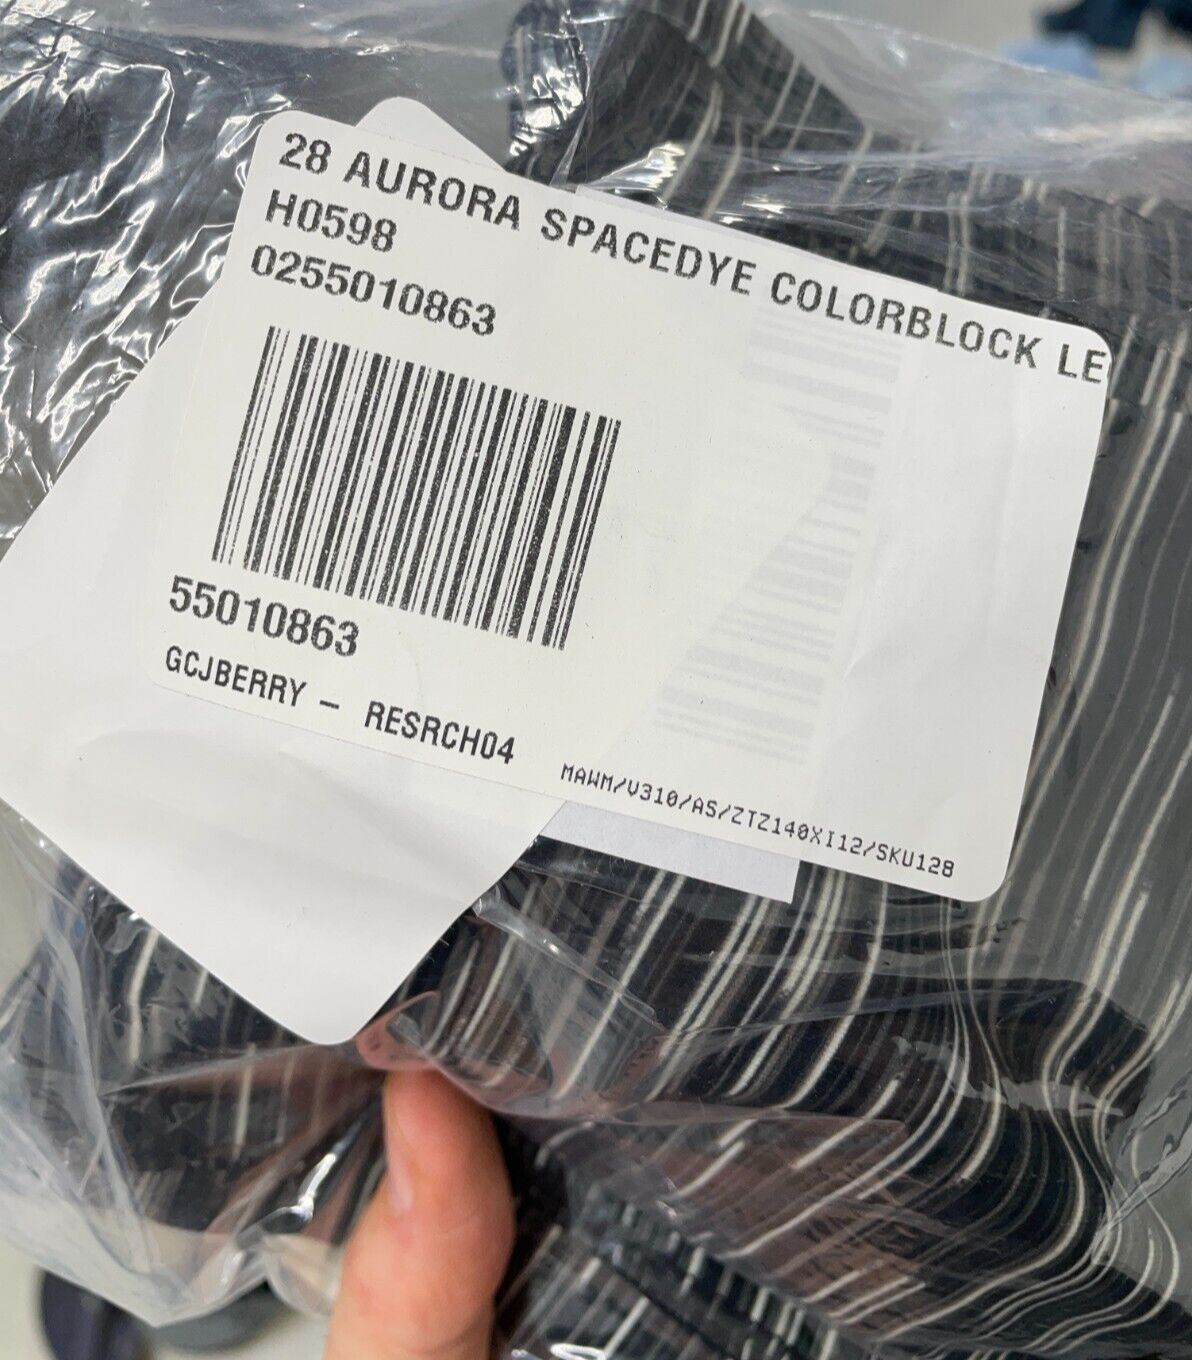 28 AURORA SPACEDYE COLORBLOCK LE
H0598
0255010863
55010863
GCJBERRY - RESRCH04
MAWM/V310/AS/ZTZ140XI12/SKU128